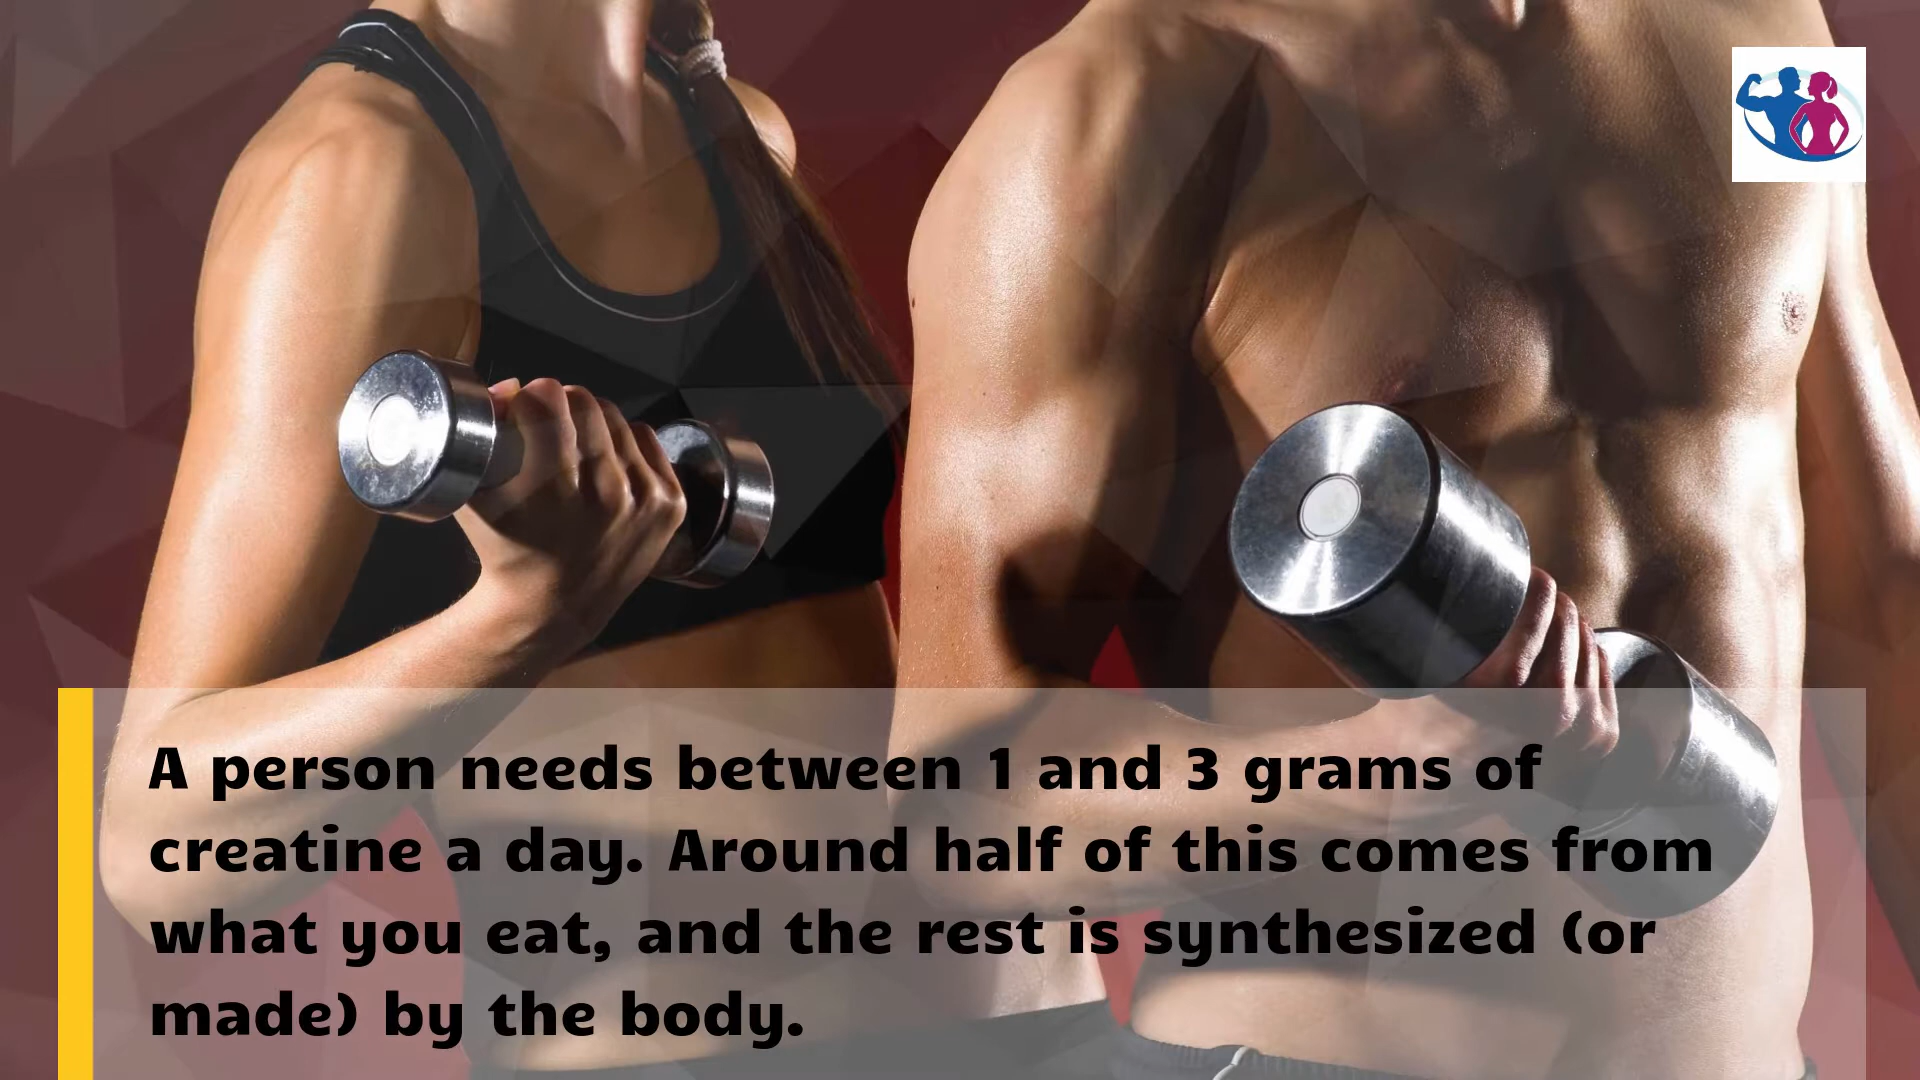 A person needs between 1 and 3 grams of
creatine a day. Around half of this comes from
what you eat, and the rest is synthesized (or
made) by the body.